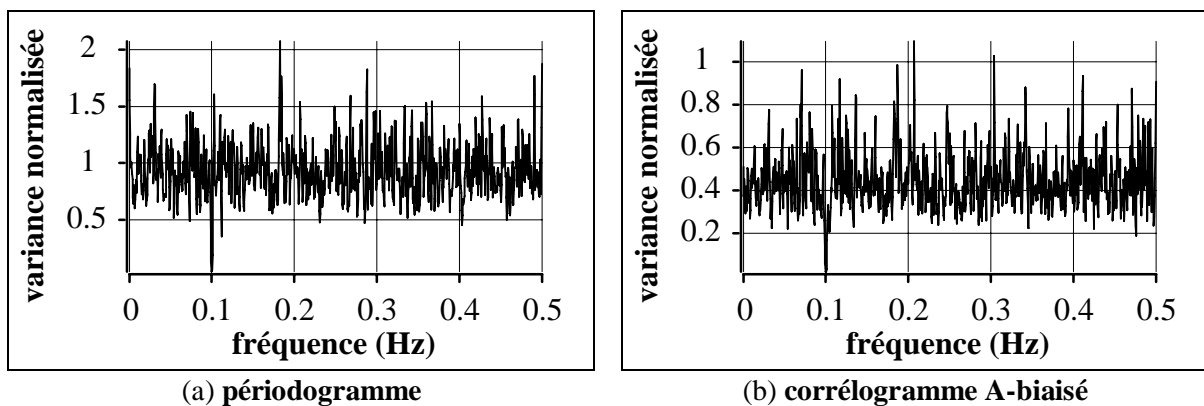 variance normalisée
2
1.5
1
0.5
0 0.1 0.2 0.3 0.4 0.5
fréquence (Hz)
(a) périodogramme
variance normalisée
1
0.8
0.6
0.4
0.2
0 0.1 0.2 0.3 0.4 0.5
fréquence (Hz)
(b) corrélogramme A-biaisé